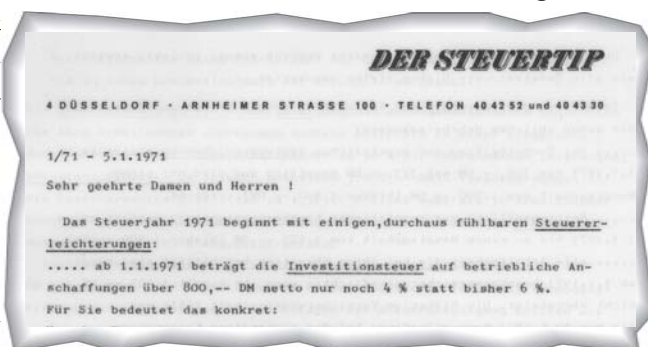 DER STEUERTIP
4 DÜSSELDORF · ARNHEIMER STRASSE 100 · TELEFON 40 42 52 und 40 43 30
1/71 - 5.1.1971
Sehr geehrte Damen und Herren !
Das Steuerjahr 1971 beginnt mit einigen,durchaus fühlbaren Steuerer-
leichterungen:
..... ab 1.1.1971 beträgt die Investitionsteuer auf betriebliche An-
schaffungen über 800,-- DM netto nur noch 4 % statt bisher 6 %.
Für Sie bedeutet das konkret: